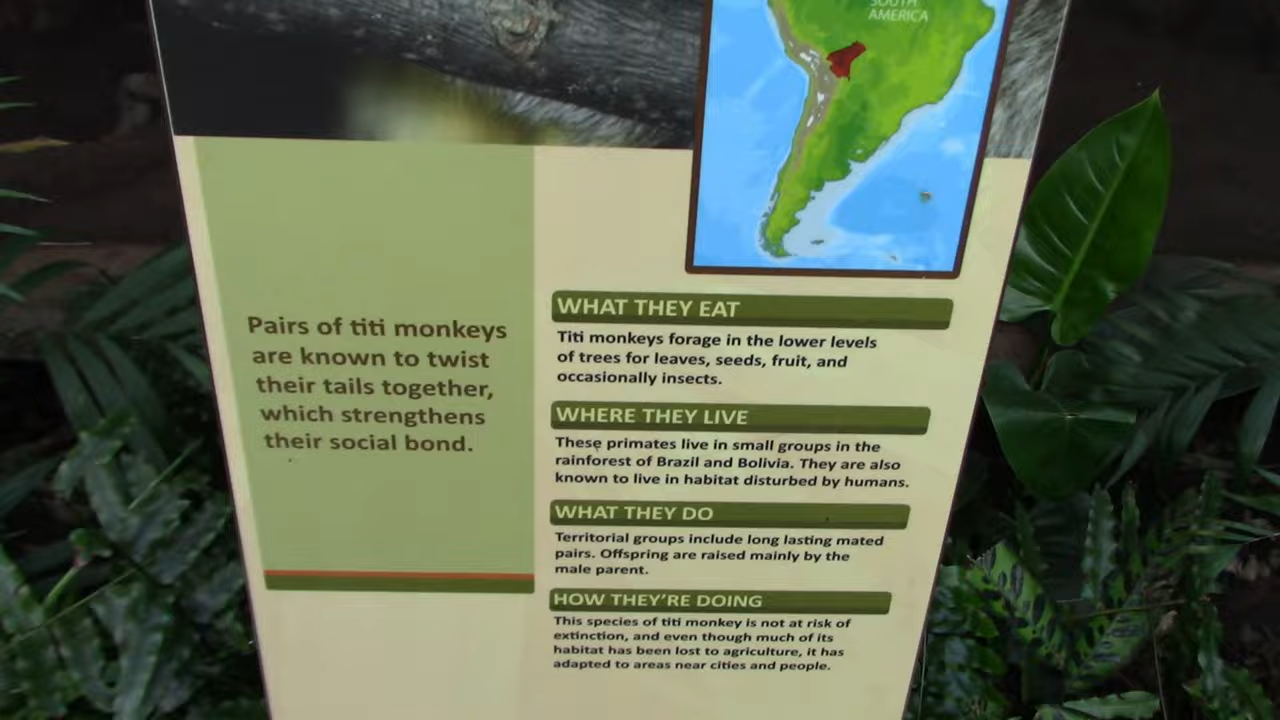 SOUTH
AMERICA
Pairs of titi monkeys
are known to twist
their tails together,
which strengthens
their social bond.
WHAT THEY EAT
Titi monkeys forage in the lower levels
of trees for leaves, seeds, fruit, and
occasionally insects.
WHERE THEY LIVE
These primates live in small groups in the
rainforest of Brazil and Bolivia. They are also
known to live in habitat disturbed by humans.
WHAT THEY DO
Territorial groups include long lasting mated
pairs. Offspring are raised mainly by the
male parent.
HOW THEY'RE DOING
This species of titi monkey is not at risk of
extinction, and even though much of its
habitat has been lost to agriculture, it has
adapted to areas near cities and people.